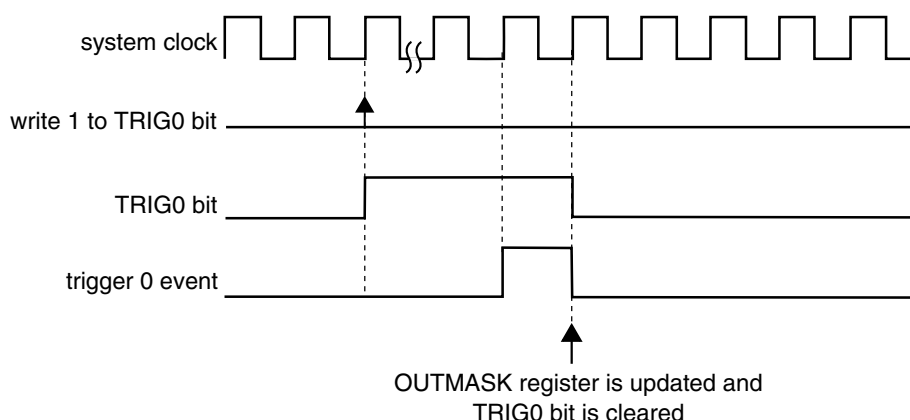 system clock
write 1 to TRIG0 bit
TRIG0 bit
trigger 0 event
OUTMASK register is updated and
TRIG0 bit is cleared